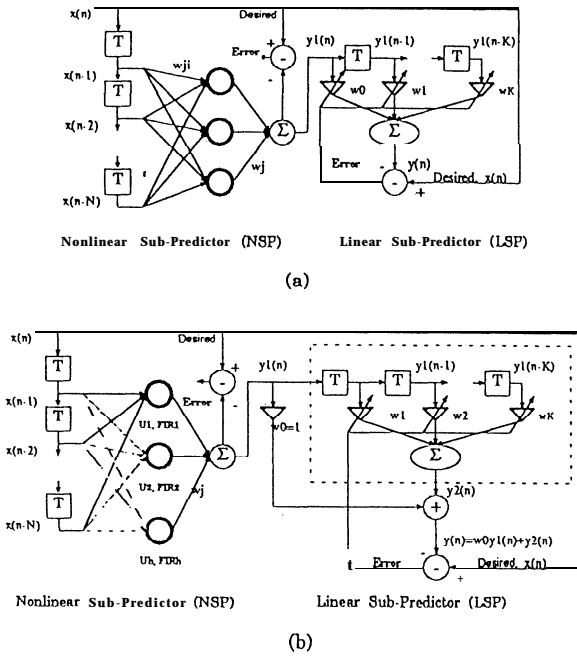 x(n)
Desired
T
+
Error
-
-
y1(n)
T
y1(n-1)
T
y1(n-K)
x(n-1)
wji
T
x(n-2)
w0
w1
wK
Σ
Σ
wj
T
x(n-N)
Error
-
y(n)
-
+
Desired, x(n)
Nonlinear Sub-Predictor (NSP)
Linear Sub-Predictor (LSP)
(a)
x(n)
Desired
T
+
-
Error
-
y1(n)
T
T
y1(n-1)
T
y1(n-K)
x(n-1)
T
U1, FIR1
w0=1
w1
w2
wK
x(n-2)
U2, FIR2
Σ
Σ
wj
T
x(n-N)
y2(n)
+
Uh, FIRh
y(n)=w0y1(n)+y2(n)
t
Error
-
-
+
Desired, x(n)
Nonlinear Sub-Predictor (NSP)
Linear Sub-Predictor (LSP)
(b)